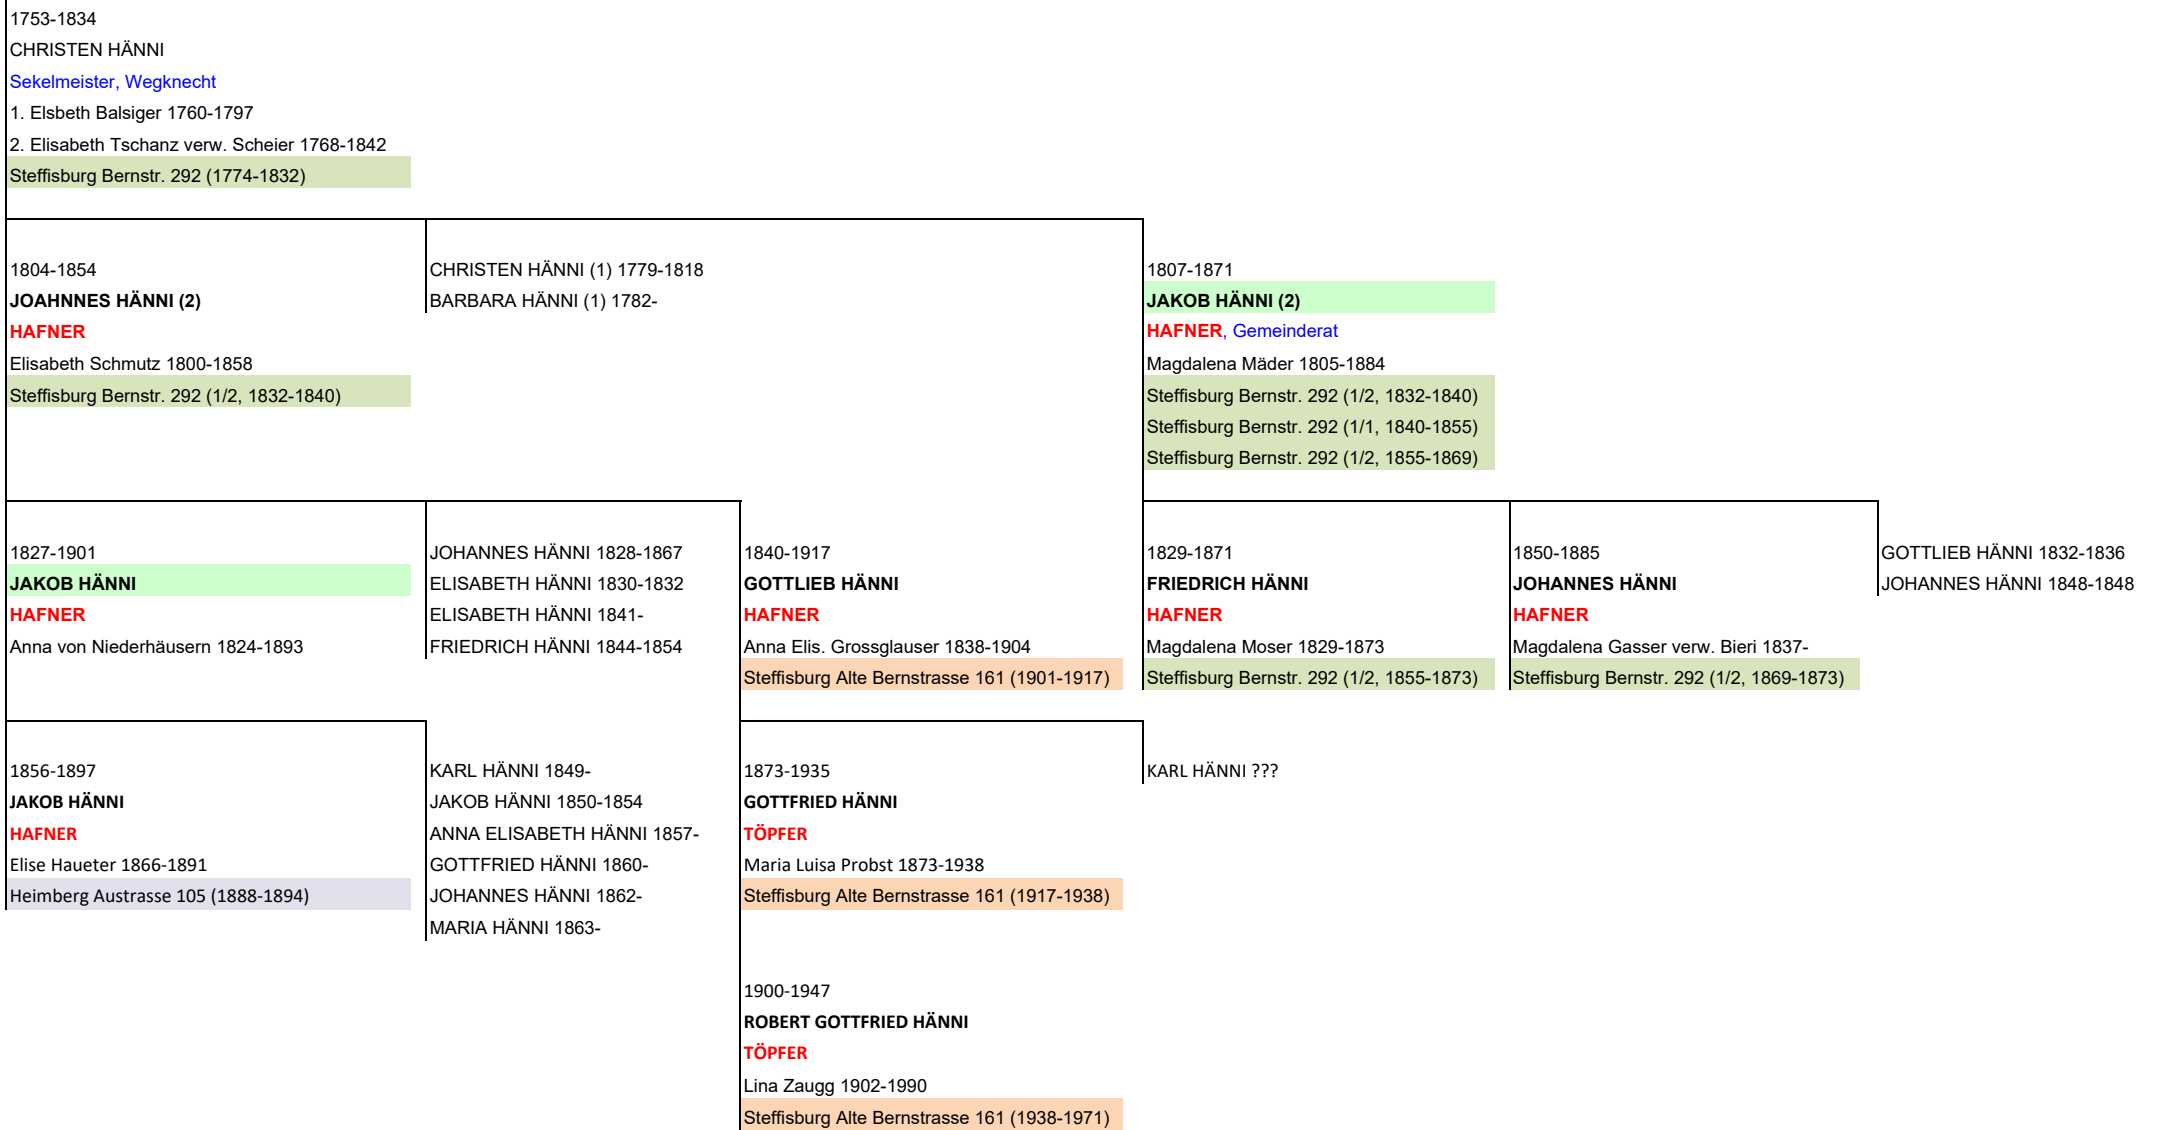 1753-1834
CHRISTEN HÄNNI
Sekelmeister, Wegknecht
1. Elsbeth Balsiger 1760-1797
2. Elisabeth Tschanz verw. Scheier 1768-1842
Steffisburg Bernstr. 292 (1774-1832)
1804-1854
JOAHNNES HÄNNI (2)
HAFNER
Elisabeth Schmutz 1800-1858
Steffisburg Bernstr. 292 (1/2, 1832-1840)
CHRISTEN HÄNNI (1) 1779-1818
BARBARA HÄNNI (1) 1782-
1807-1871
JAKOB HÄNNI (2)
HAFNER, Gemeinderat
Magdalena Mäder 1805-1884
Steffisburg Bernstr. 292 (1/2, 1832-1840)
Steffisburg Bernstr. 292 (1/1, 1840-1855)
Steffisburg Bernstr. 292 (1/2, 1855-1869)
1827-1901
JAKOB HÄNNI
HAFNER
Anna von Niederhäusern 1824-1893
JOHANNES HÄNNI 1828-1867
ELISABETH HÄNNI 1830-1832
ELISABETH HÄNNI 1841-
FRIEDRICH HÄNNI 1844-1854
1840-1917
GOTTLIEB HÄNNI
HAFNER
Anna Elis. Grossglauser 1838-1904
Steffisburg Alte Bernstrasse 161 (1901-1917)
1829-1871
FRIEDRICH HÄNNI
HAFNER
Magdalena Moser 1829-1873
Steffisburg Bernstr. 292 (1/2, 1855-1873)
1850-1885
JOHANNES HÄNNI
HAFNER
Magdalena Gasser verw. Bieri 1837-
Steffisburg Bernstr. 292 (1/2, 1869-1873)
GOTTLIEB HÄNNI 1832-1836
JOHANNES HÄNNI 1848-1848
1856-1897
JAKOB HÄNNI
HAFNER
Elise Haueter 1866-1891
Heimberg Austrasse 105 (1888-1894)
KARL HÄNNI 1849-
JAKOB HÄNNI 1850-1854
ANNA ELISABETH HÄNNI 1857-
GOTTFRIED HÄNNI 1860-
JOHANNES HÄNNI 1862-
MARIA HÄNNI 1863-
1873-1935
GOTTFRIED HÄNNI
TÖPFER
Maria Luisa Probst 1873-1938
Steffisburg Alte Bernstrasse 161 (1917-1938)
KARL HÄNNI ???
1900-1947
ROBERT GOTTFRIED HÄNNI
TÖPFER
Lina Zaugg 1902-1990
Steffisburg Alte Bernstrasse 161 (1938-1971)